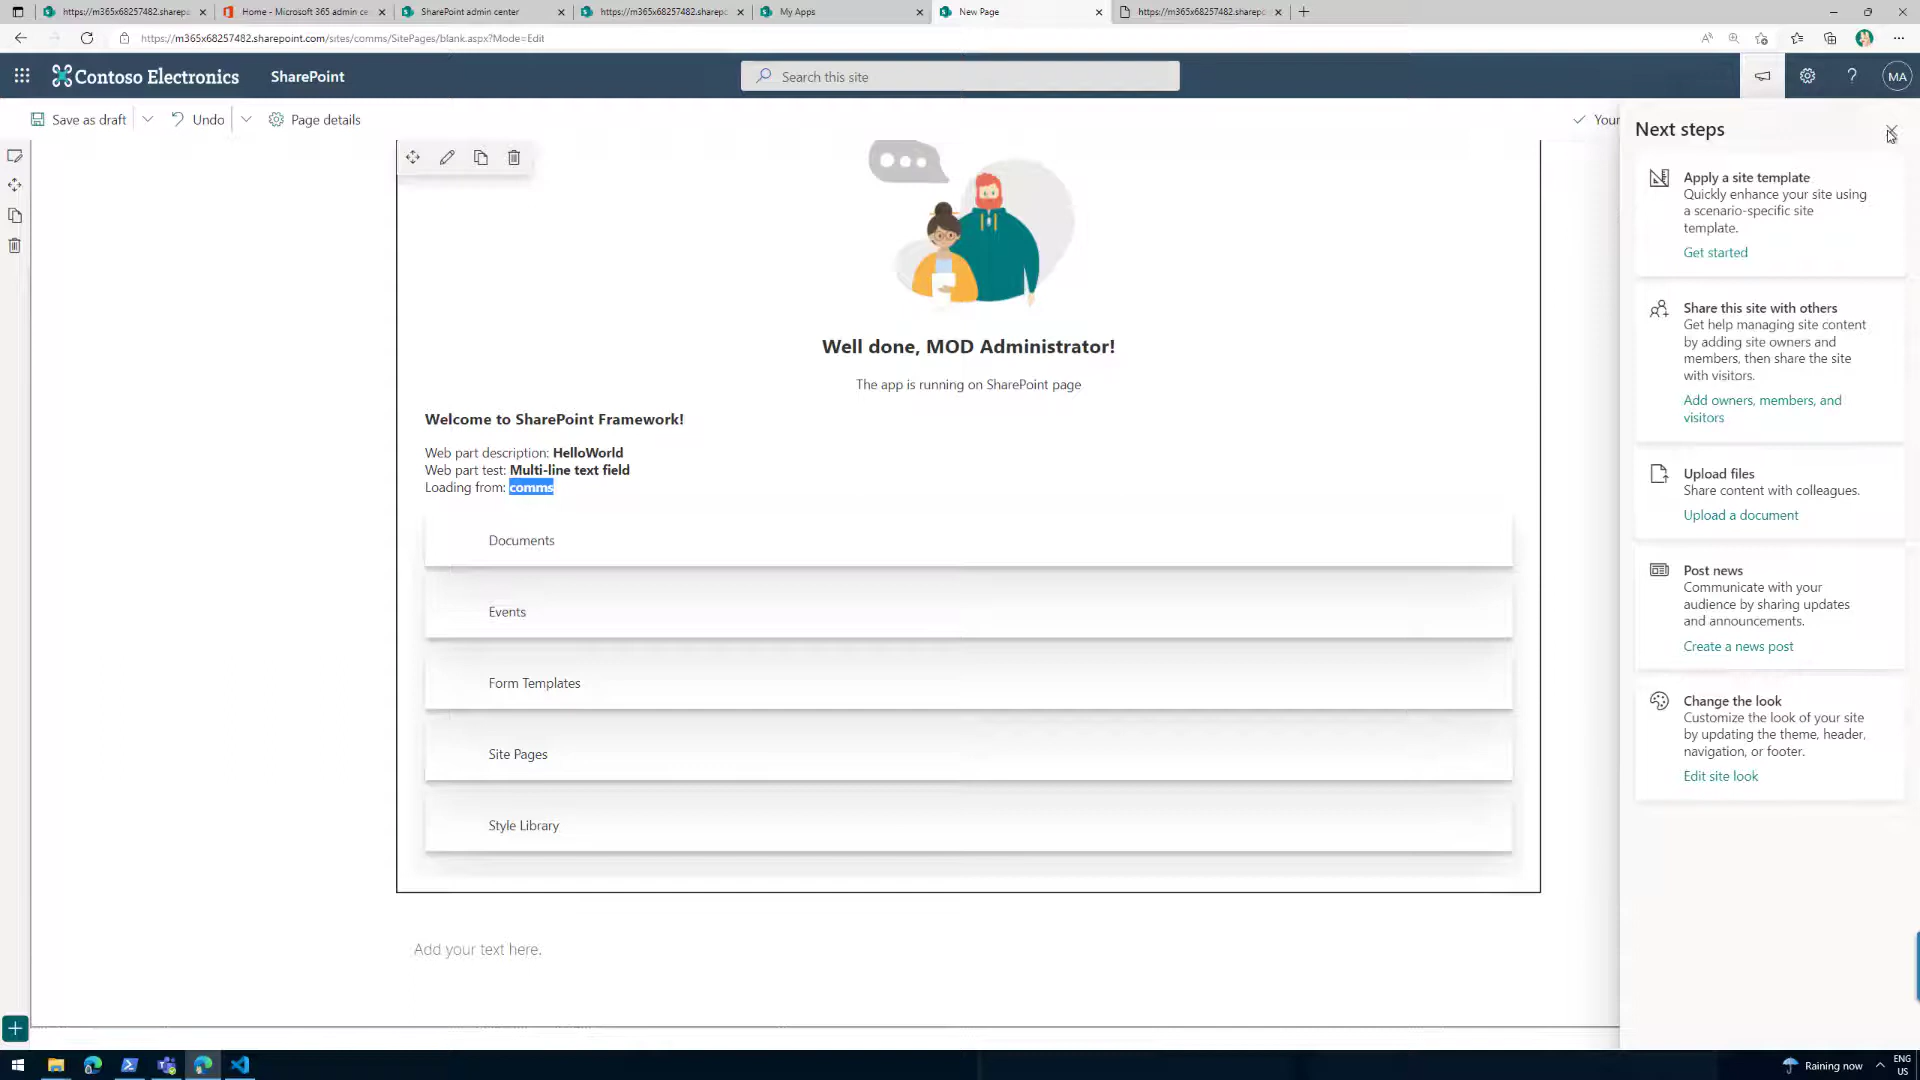 https://m365x68257482.sharepo
Home - Microsoft 365 admin ce
SharePoint admin center
https://m365x68257482.sharepo
My Apps
New Page
https://m365x68257482.sharepo
https://m365x68257482.sharepoint.com/sites/comms/SitePages/blank.aspx?Mode=Edit
Contoso Electronics
SharePoint
Search this site
MA
Save as draft
Undo
Page details
Your
Well done, MOD Administrator!
The app is running on SharePoint page
Welcome to SharePoint Framework!
Web part description: HelloWorld
Web part test: Multi-line text field
Loading from: comms
Documents
Events
Form Templates
Site Pages
Style Library
Add your text here.
Next steps
Apply a site template
Quickly enhance your site using
a scenario-specific site
template.
Get started
Share this site with others
Get help managing site content
by adding site owners and
members, then share the site
with visitors.
Add owners, members, and
visitors
Upload files
Share content with colleagues.
Upload a document
Post news
Communicate with your
audience by sharing updates
and announcements.
Create a news post
Change the look
Customize the look of your site
by updating the theme, header,
navigation, or footer.
Edit site look
Raining now
ENG
US